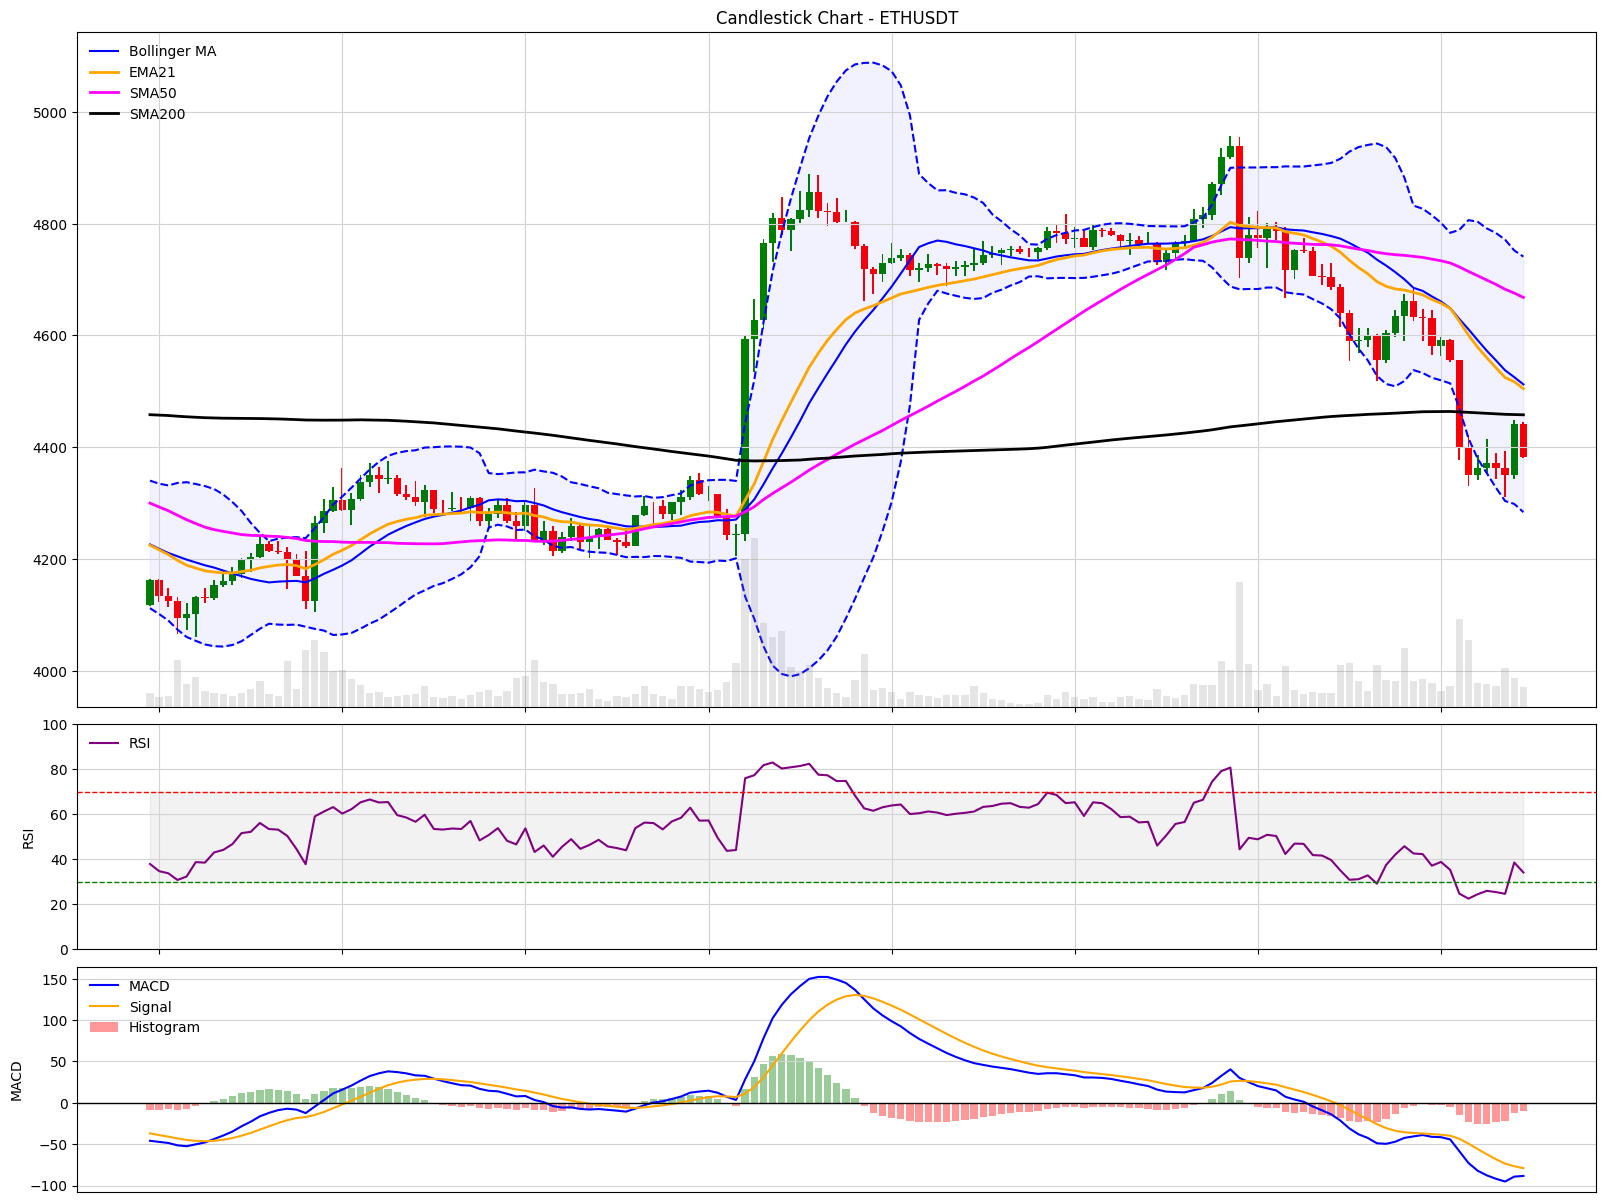 Candlestick Chart - ETHUSDT
Bollinger MA
EMA21
SMA50
SMA200
5000
4800
4600
4400
4200
4000
RSI
100
80
60
40
20
0
RSI
MACD
Signal
Histogram
150
100
50
0
−50
−100
MACD